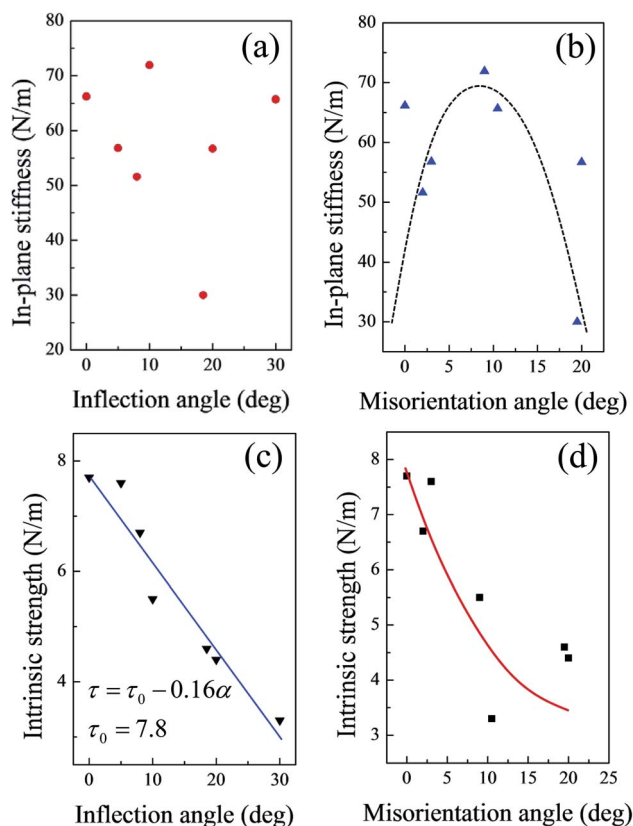 (a)
80
70
60
50
40
30
20
0 10 20 30
In-plane stiffness (N/m)
Inflection angle (deg)
(b)
80
70
60
50
40
30
0 5 10 15 20
In-plane stiffness (N/m)
Misorientation angle (deg)
(c)
8
6
4
0 10 20 30
Intrinsic strength (N/m)
τ = τ₀ − 0.16α
τ₀ = 7.8
Inflection angle (deg)
(d)
8
7
6
5
4
3
0 5 10 15 20 25
Intrinsic strength (N/m)
Misorientation angle (deg)